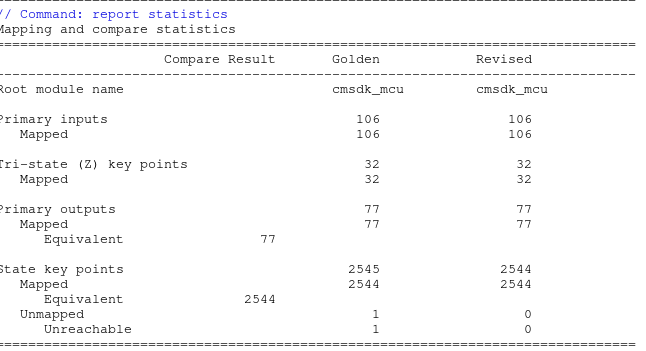 // Command: report statistics
Mapping and compare statistics
================================================================================
Compare Result Golden Revised
--------------------------------------------------------------------------------
Root module name cmsdk_mcu cmsdk_mcu
Primary inputs 106 106
Mapped 106 106
Tri-state (Z) key points 32 32
Mapped 32 32
Primary outputs 77 77
Mapped 77 77
Equivalent 77
State key points 2545 2544
Mapped 2544 2544
Equivalent 2544
Unmapped 1 0
Unreachable 1 0
================================================================================